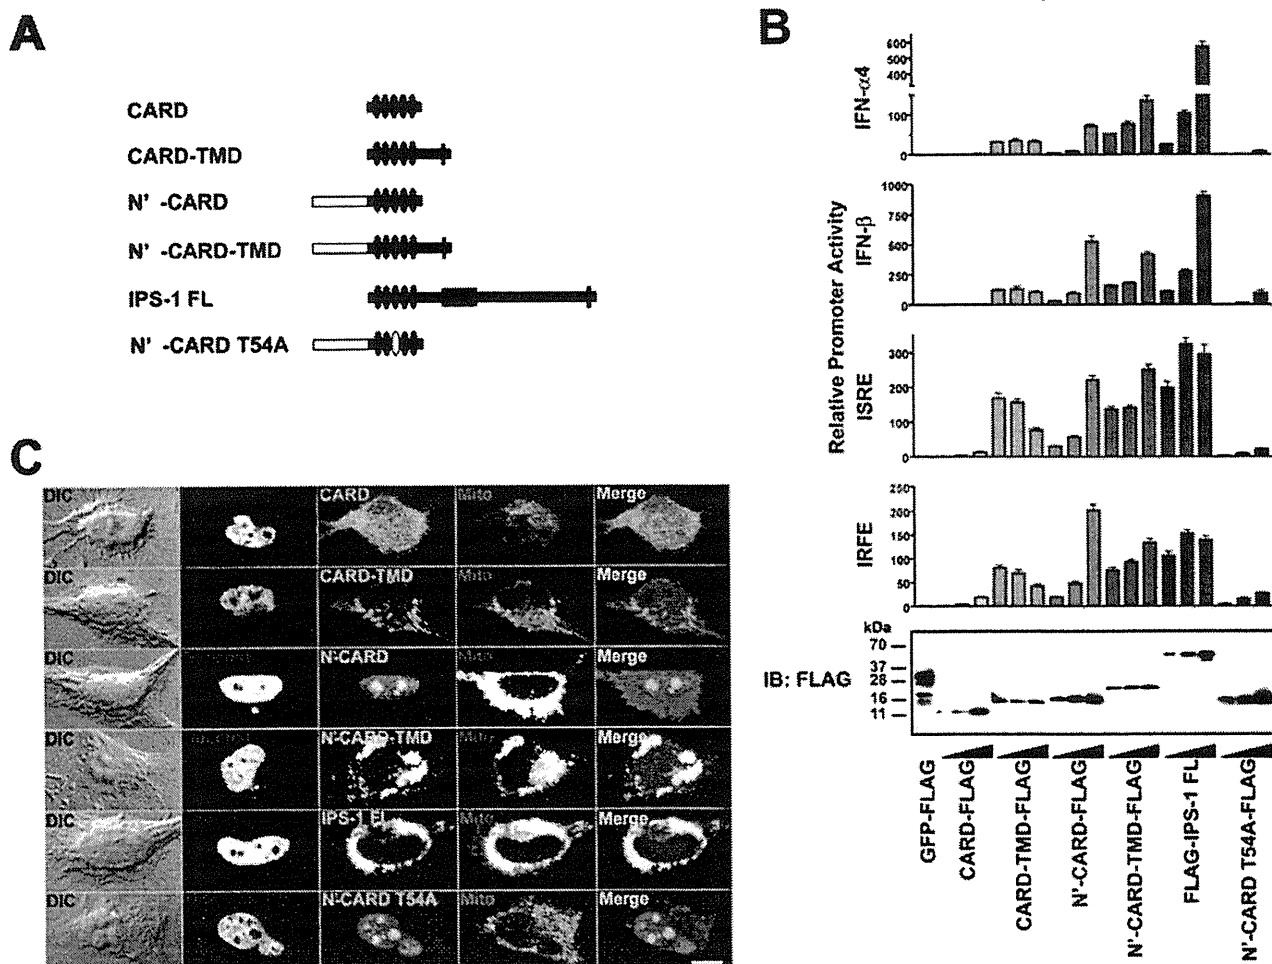 A
CARD
CARD-TMD
N' -CARD
N' -CARD-TMD
IPS-1 FL
N' -CARD T54A
B
Relative Promoter Activity
IFN-α4
600
500
400
100
0
IFN-β
1000
750
500
250
0
ISRE
300
200
100
0
IRFE
250
200
150
100
50
0
kDa
70
37
28
16
11
IB: FLAG
GFP-FLAG
CARD-FLAG
CARD-TMD-FLAG
N'-CARD-FLAG
N'-CARD-TMD-FLAG
FLAG-IPS-1 FL
N'-CARD T54A-FLAG
C
DIC CARD Mito Merge
DIC CARD-TMD Mito Merge
DIC N-CARD Mito Merge
DIC N-CARD-TMD Mito Merge
DIC IPS-1 Fl Mito Merge
DIC N-CARD T54A Mito Merge